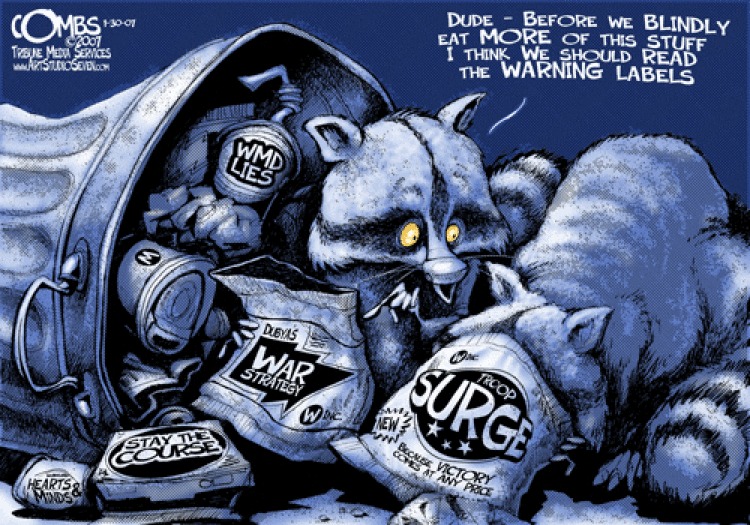 COMBS 1-30-07
©2007
TRIBUNE MEDIA SERVICES
www.ARTSTUDIOSEVEN.COM
DUDE - BEFORE WE BLINDLY
EAT MORE OF THIS STUFF
I THINK WE SHOULD READ
THE WARNING LABELS
WMD
LIES
W
DUBYA'S
WAR
STRATEGY
W INC.
W INC.
TROOP
SURGE
NEW
BECAUSE VICTORY
COMES AT ANY PRICE
STAY THE
COURSE
HEARTS &
MINDS